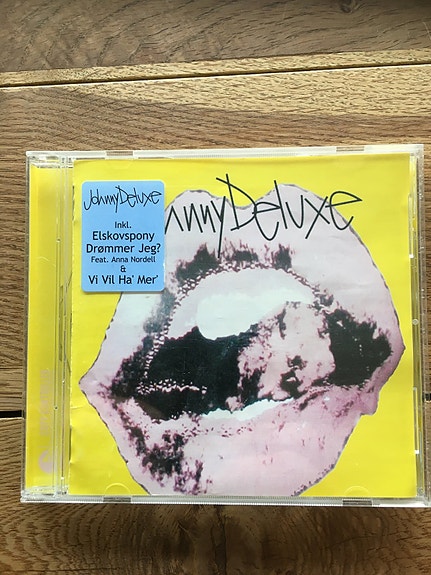 JohnnyDeluxe
Inkl.
Elskovspony
Drømmer Jeg?
Feat. Anna Nordell
&
Vi Vil Ha' Mer'
nnyDeluxe